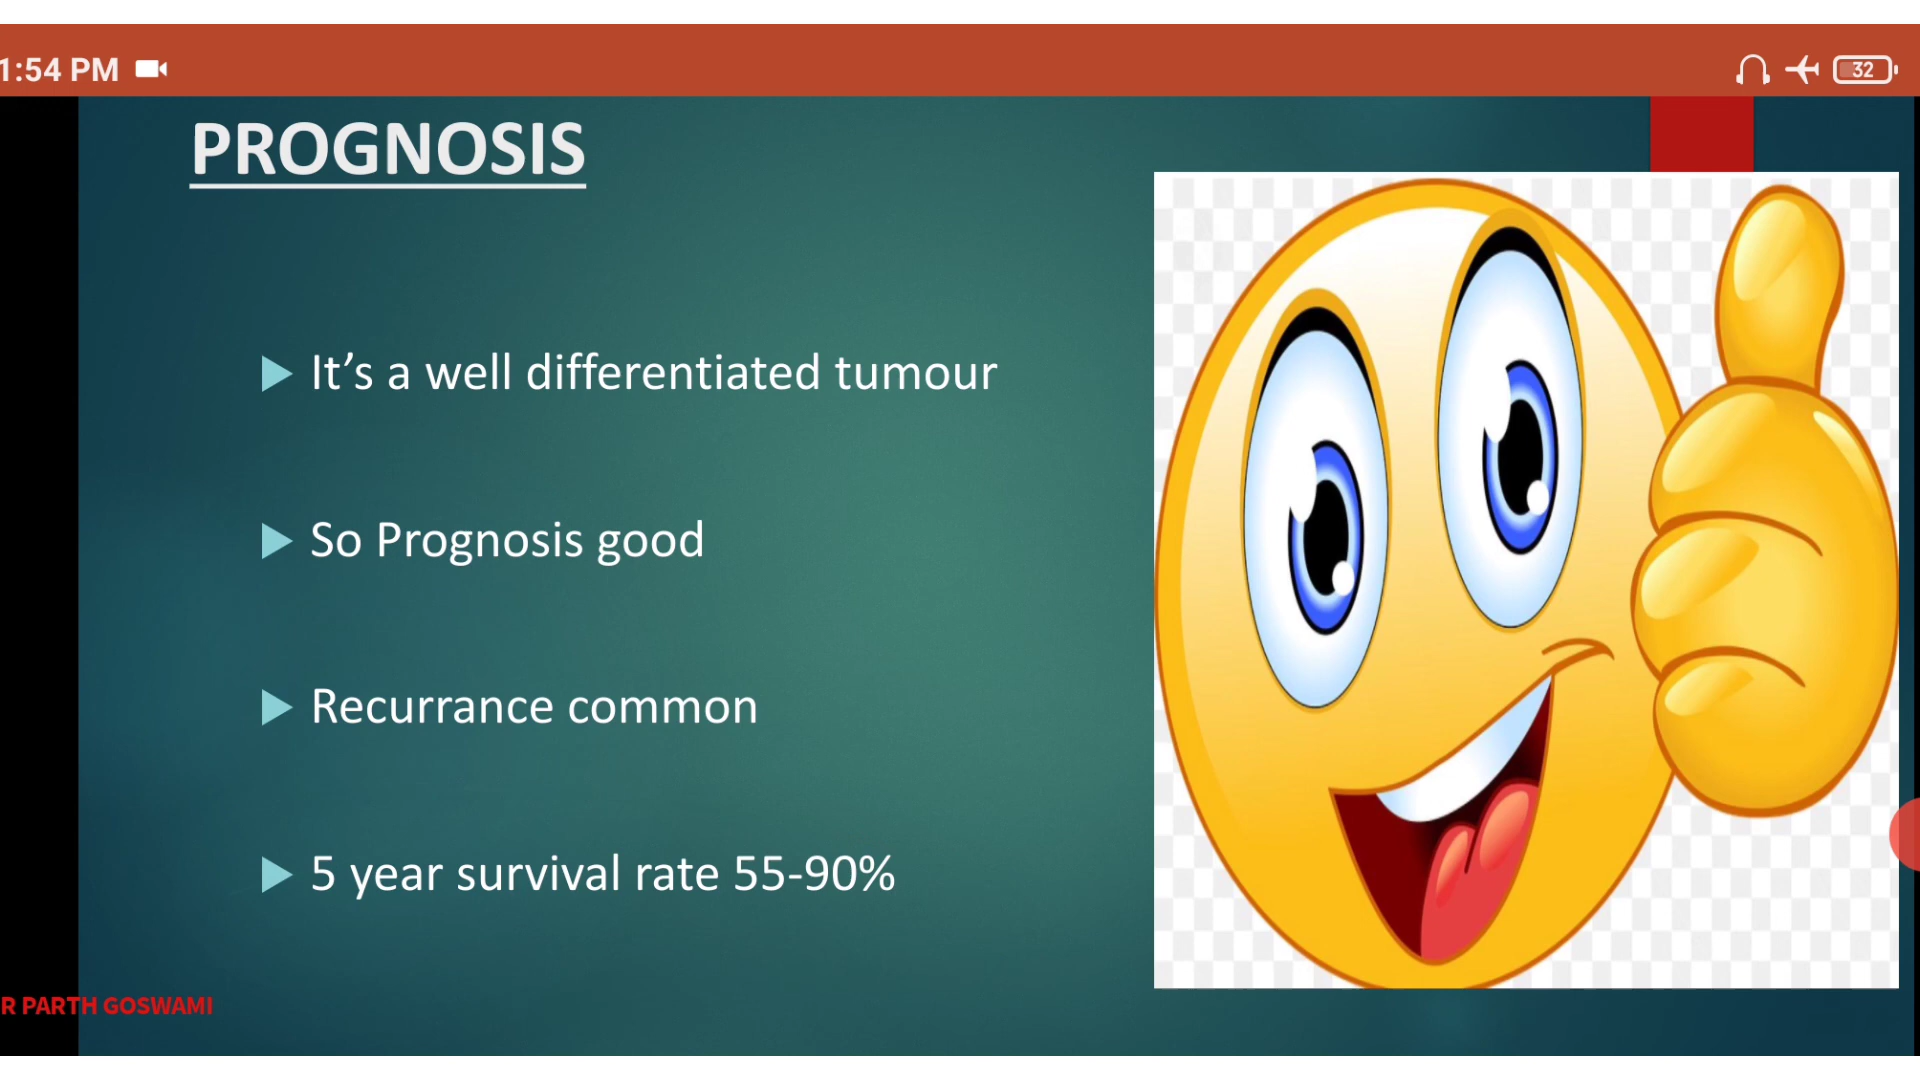 1:54 PM
32
PROGNOSIS
It’s a well differentiated tumour
So Prognosis good
Recurrance common
5 year survival rate 55-90%
R PARTH GOSWAMI